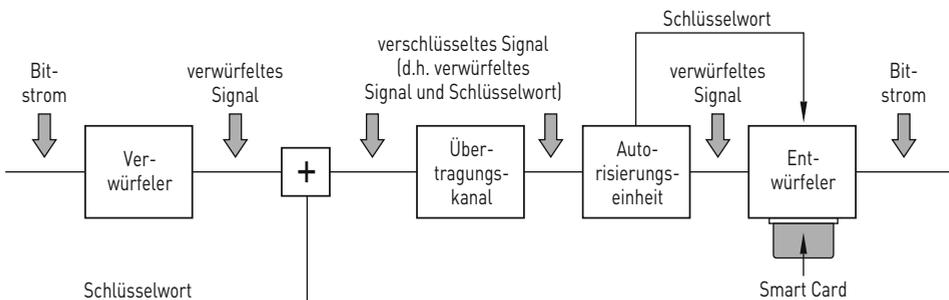 Schlüsselwort
Bit-
strom
verwürfeltes
Signal
verschlüsseltes Signal
(d.h. verwürfeltes
Signal und Schlüsselwort)
verwürfeltes
Signal
Bit-
strom
Ver-
würfeler
+
Über-
tragungs-
kanal
Auto-
risierungs-
einheit
Ent-
würfeler
Schlüsselwort
Smart Card